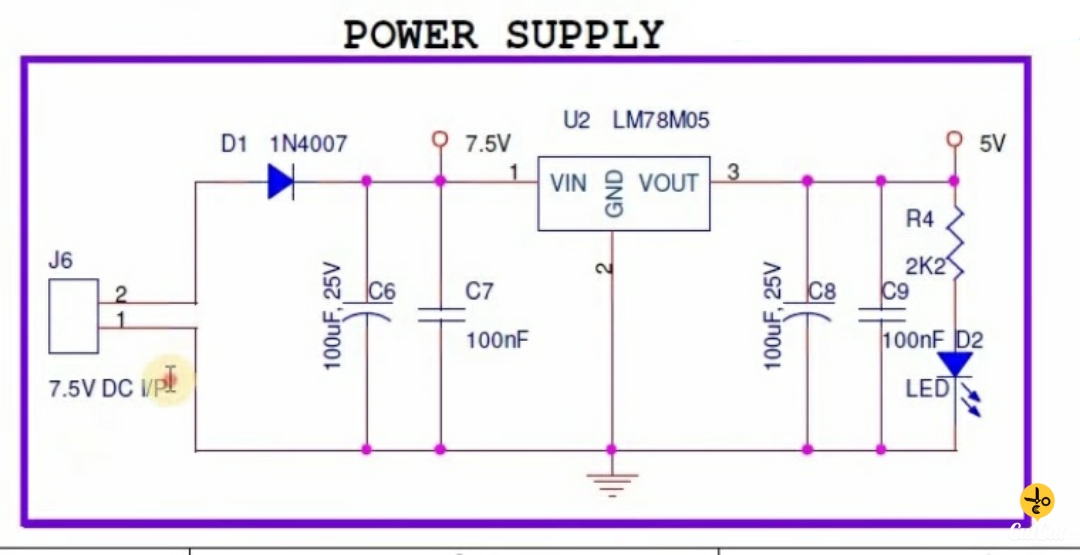 POWER SUPPLY
U2 LM78M05
D1 1N4007
7.5V
5V
1
VIN
GND
VOUT
3
R4
2K2
J6
2
1
2
100uF, 25V
C6
C7
100nF
100uF, 25V
C8
C9
100nF
D2
LED
7.5V DC I/P
CapCut